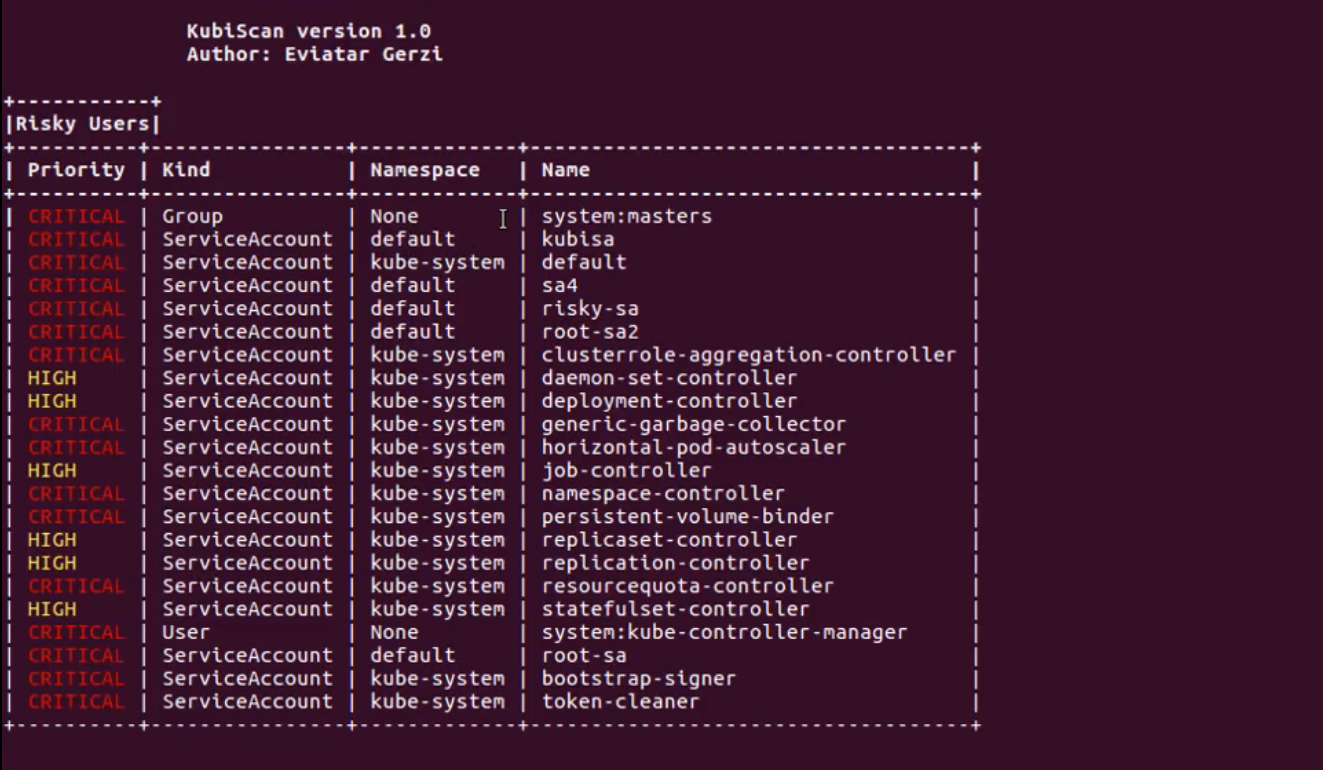 KubiScan version 1.0
Author: Eviatar Gerzi
+-----------+
|Risky Users|
+----------+----------------+-------------+------------------------------------+
| Priority | Kind           | Namespace   | Name                               |
+----------+----------------+-------------+------------------------------------+
| CRITICAL | Group          | None        | system:masters                     |
| CRITICAL | ServiceAccount | default     | kubisa                             |
| CRITICAL | ServiceAccount | kube-system | default                            |
| CRITICAL | ServiceAccount | default     | sa4                                |
| CRITICAL | ServiceAccount | default     | risky-sa                           |
| CRITICAL | ServiceAccount | default     | root-sa2                           |
| CRITICAL | ServiceAccount | kube-system | clusterrole-aggregation-controller |
| HIGH     | ServiceAccount | kube-system | daemon-set-controller              |
| HIGH     | ServiceAccount | kube-system | deployment-controller              |
| CRITICAL | ServiceAccount | kube-system | generic-garbage-collector          |
| CRITICAL | ServiceAccount | kube-system | horizontal-pod-autoscaler          |
| HIGH     | ServiceAccount | kube-system | job-controller                     |
| CRITICAL | ServiceAccount | kube-system | namespace-controller               |
| CRITICAL | ServiceAccount | kube-system | persistent-volume-binder           |
| HIGH     | ServiceAccount | kube-system | replicaset-controller              |
| HIGH     | ServiceAccount | kube-system | replication-controller             |
| CRITICAL | ServiceAccount | kube-system | resourcequota-controller           |
| HIGH     | ServiceAccount | kube-system | statefulset-controller             |
| CRITICAL | User           | None        | system:kube-controller-manager     |
| CRITICAL | ServiceAccount | default     | root-sa                            |
| CRITICAL | ServiceAccount | kube-system | bootstrap-signer                   |
| CRITICAL | ServiceAccount | kube-system | token-cleaner                      |
+----------+----------------+-------------+------------------------------------+